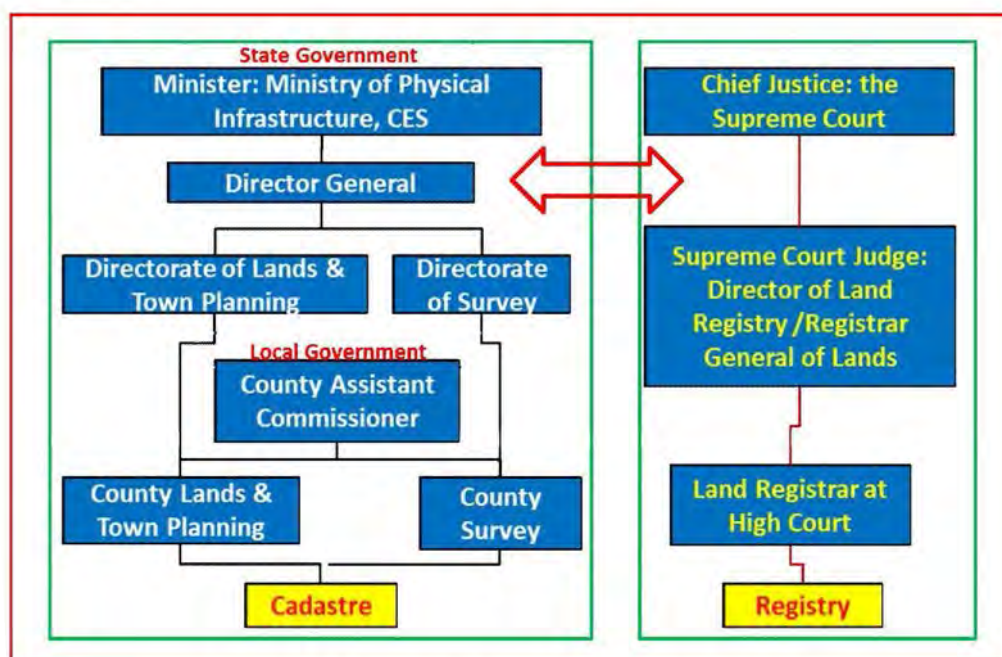 State Government
Minister: Ministry of Physical
Infrastructure, CES
Director General
Directorate of Lands &
Town Planning
Directorate
of Survey
Local Government
County Assistant
Commissioner
County Lands &
Town Planning
County
Survey
Cadastre
Chief Justice: the
Supreme Court
Supreme Court Judge:
Director of Land
Registry /Registrar
General of Lands
Land Registrar at
High Court
Registry